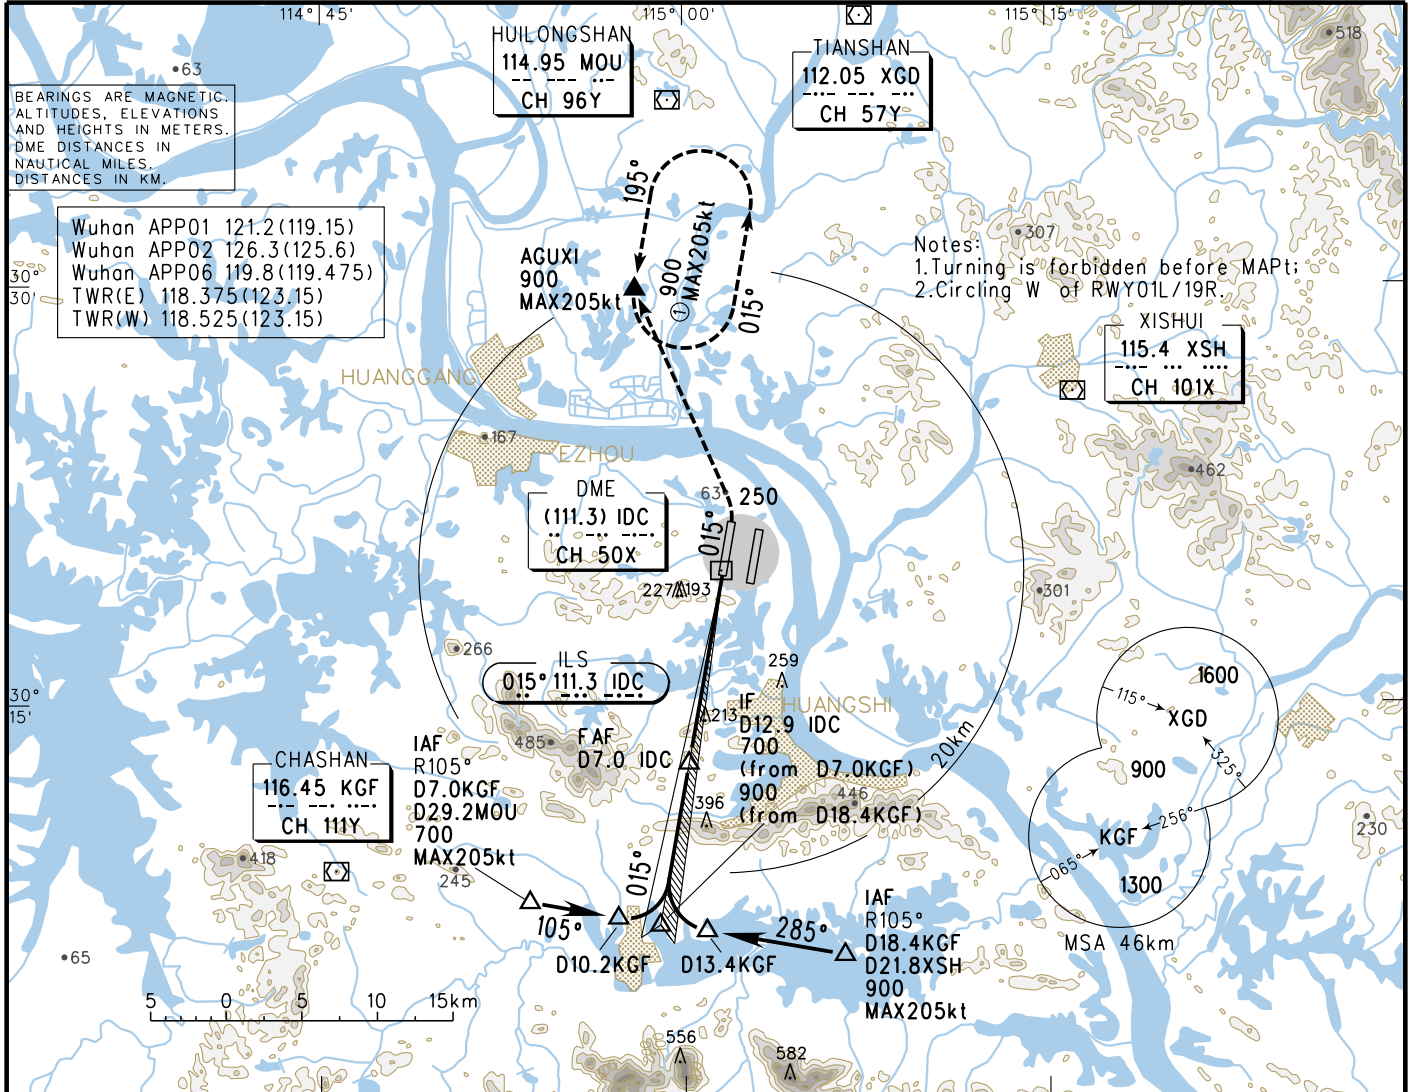 114° 45'
115° 00'
115° 15'
HUILONGSHAN
114.95 MOU
CH 96Y
TIANSHAN
112.05 XGD
CH 57Y
518
63
BEARINGS ARE MAGNETIC.
ALTITUDES, ELEVATIONS
AND HEIGHTS IN METERS.
DME DISTANCES IN
NAUTICAL MILES.
DISTANCES IN KM.
Wuhan APP01 121.2(119.15)
Wuhan APP02 126.3(125.6)
Wuhan APP06 119.8(119.475)
TWR(E) 118.375(123.15)
TWR(W) 118.525(123.15)
30°
30'
195°
900
① MAX205kt
015°
AGUXI
900
MAX205kt
307
Notes:
1.Turning is forbidden before MAPt;
2.Circling W of RWY01L/19R.
XISHUI
115.4 XSH
CH 101X
HUANGGANG
167
EZHOU
462
DME
(111.3) IDC
CH 50X
63
250
015°
227
193
301
266
ILS
015° 111.3 IDC
259
HUANGSHI
213
30°
15'
485
FAF
D7.0 IDC
IF
D12.9 IDC
700
(from D7.0KGF)
900
(from D18.4KGF)
20km
446
396
1600
115°
XGD
325°
900
256°
KGF
065°
1300
MSA 46km
230
CHASHAN
116.45 KGF
CH 111Y
IAF
R105°
D7.0KGF
D29.2MOU
700
MAX205kt
418
245
015°
105°
D10.2KGF
D13.4KGF
285°
IAF
R105°
D18.4KGF
D21.8XSH
900
MAX205kt
65
5 0 5 10 15km
556
582